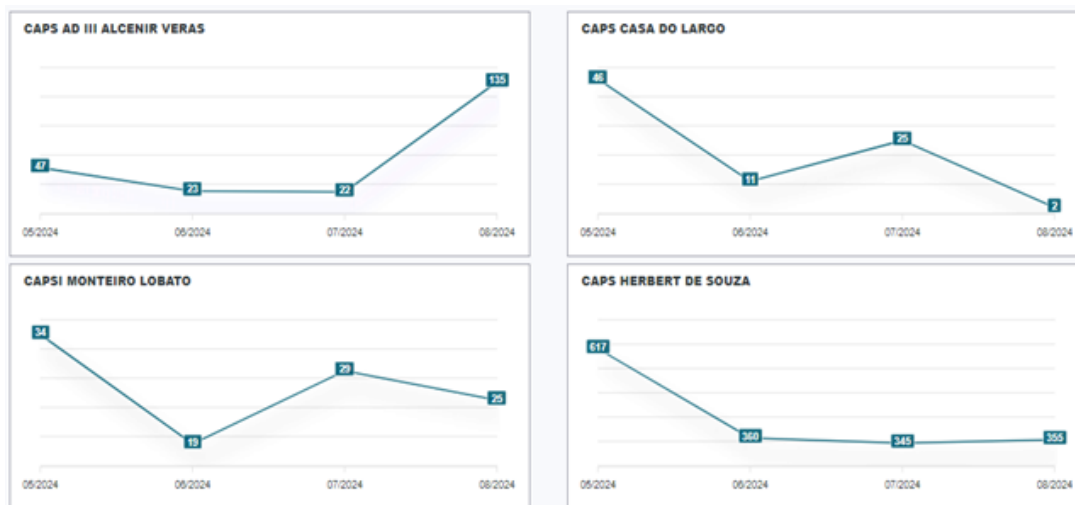 CAPS AD III ALCENIR VERAS
135
47
23
22
05/2024 06/2024 07/2024 08/2024
CAPS CASA DO LARGO
46
25
11
2
05/2024 06/2024 07/2024 08/2024
CAPSI MONTEIRO LOBATO
34
29
25
19
05/2024 06/2024 07/2024 08/2024
CAPS HERBERT DE SOUZA
617
360
345
355
05/2024 06/2024 07/2024 08/2024